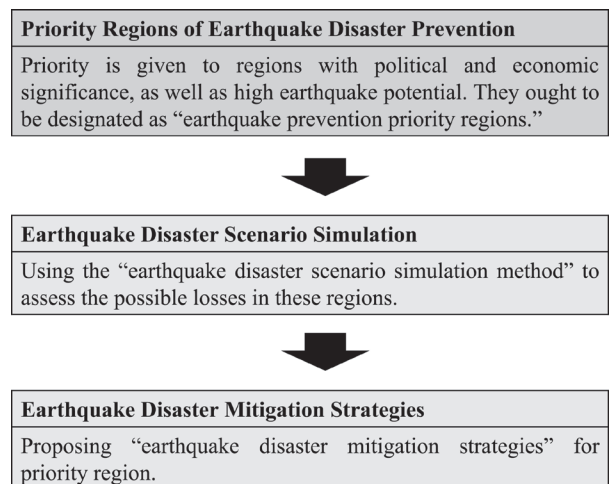 Priority Regions of Earthquake Disaster Prevention
Priority is given to regions with political and economic
significance, as well as high earthquake potential. They ought to
be designated as “earthquake prevention priority regions.”
Earthquake Disaster Scenario Simulation
Using the “earthquake disaster scenario simulation method” to
assess the possible losses in these regions.
Earthquake Disaster Mitigation Strategies
Proposing “earthquake disaster mitigation strategies” for
priority region.